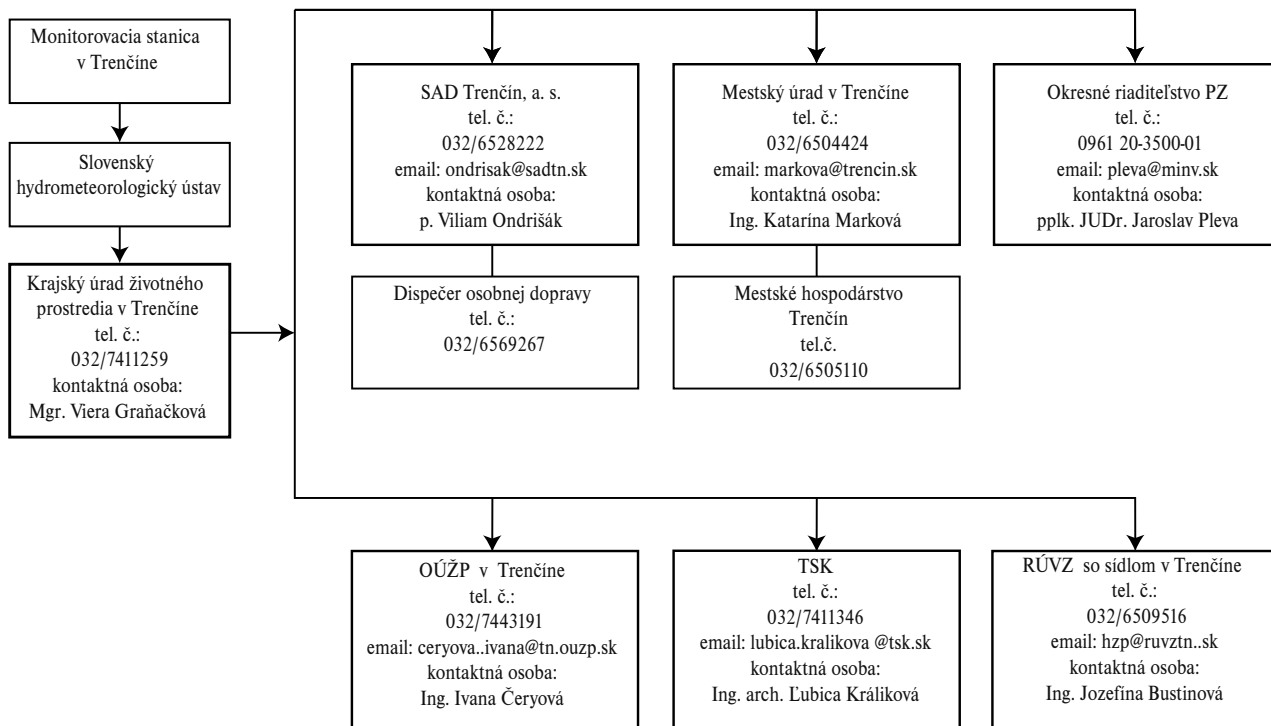 Monitorovacia stanica
v Trenčíne
Slovenský
hydrometeorologický ústav
Krajský úrad životného
prostredia v Trenčíne
tel. č.:
032/7411259
kontaktná osoba:
Mgr. Viera Graňačková
SAD Trenčín, a. s.
tel. č.:
032/6528222
email: ondrisak@sadtn.sk
kontaktná osoba:
p. Viliam Ondrišák
Dispečer osobnej dopravy
tel. č.:
032/6569267
Mestský úrad v Trenčíne
tel. č.:
032/6504424
email: markova@trencin.sk
kontaktná osoba:
Ing. Katarína Marková
Mestské hospodárstvo
Trenčín
tel.č.
032/6505110
Okresné riaditeľstvo PZ
tel. č.:
0961 20-3500-01
email: pleva@minv.sk
kontaktná osoba:
pplk. JUDr. Jaroslav Pleva
OÚŽP v Trenčíne
tel. č.:
032/7443191
email: ceryova..ivana@tn.ouzp.sk
kontaktná osoba:
Ing. Ivana Čeryová
TSK
tel. č.:
032/7411346
email: lubica.kralikova @tsk.sk
kontaktná osoba:
Ing. arch. Ľubica Králiková
RÚVZ so sídlom v Trenčíne
tel. č.:
032/6509516
email: hzp@ruvztn..sk
kontaktná osoba:
Ing. Jozefína Bustinová